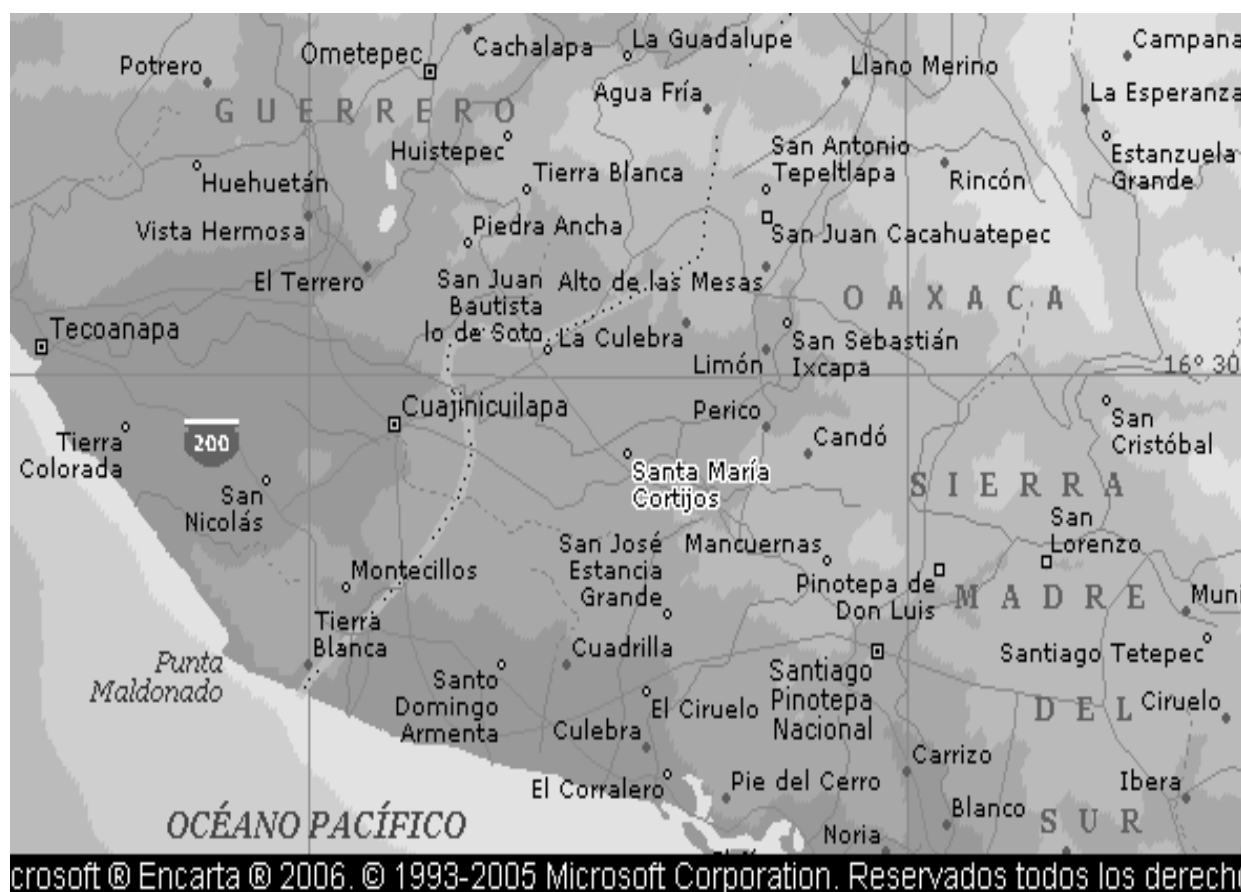 Ometepec
Cachalapa
La Guadalupe
Campana
Potrero
Llano Merino
Agua Fría
La Esperanza
GUERRERO
Huistepec
San Antonio
Tepeltlapa
Estanzuela
Grande
Huehuetán
Tierra Blanca
Rincón
Vista Hermosa
Piedra Ancha
San Juan Cacahuatepec
El Terrero
San Juan
Bautista
lo de Soto
Alto de las Mesas
OAXACA
Tecoanapa
La Culebra
San Sebastián
Ixcapa
Limón
16° 30
Cuajinicuilapa
Perico
San
Cristóbal
Tierra
Colorada
200
Candó
Santa María
Cortijos
San
Nicolás
SIERRA
San
Lorenzo
San José
Estancia
Grande
Mancuernas
Montecillos
Pinotepa de
Don Luis
MADRE
Muni
Tierra
Blanca
Cuadrilla
Santiago Tetepec
Punta
Maldonado
Santo
Domingo
Armenta
Santiago
Pinotepa
Nacional
El Ciruelo
DEL
Ciruelo
Culebra
Carrizo
El Corralero
Pie del Cerro
Ibera
Blanco
OCÉANO PACÍFICO
Noria
SUR
crosoft ® Encarta ® 2006. © 1993-2005 Microsoft Corporation. Reservados todos los derech